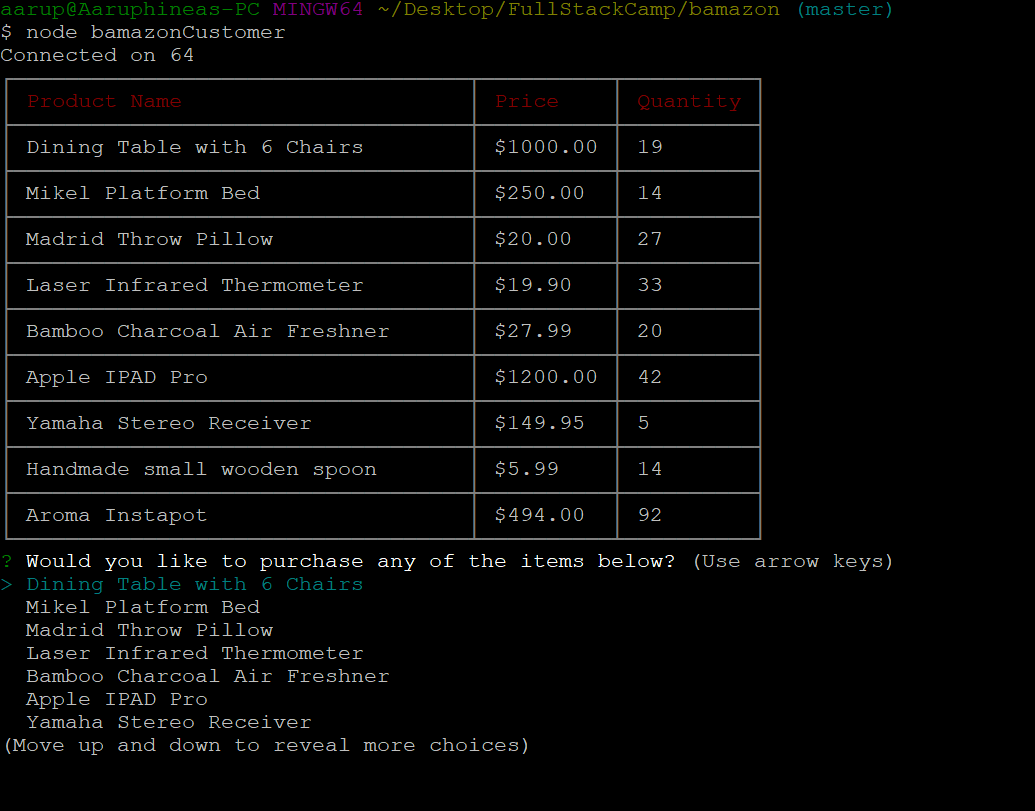 aarup@Aaruphineas-PC MINGW64 ~/Desktop/FullStackCamp/bamazon (master)
$ node bamazonCustomer
Connected on 64
Product Name Price Quantity
Dining Table with 6 Chairs $1000.00 19
Mikel Platform Bed $250.00 14
Madrid Throw Pillow $20.00 27
Laser Infrared Thermometer $19.90 33
Bamboo Charcoal Air Freshner $27.99 20
Apple IPAD Pro $1200.00 42
Yamaha Stereo Receiver $149.95 5
Handmade small wooden spoon $5.99 14
Aroma Instapot $494.00 92
? Would you like to purchase any of the items below? (Use arrow keys)
> Dining Table with 6 Chairs
Mikel Platform Bed
Madrid Throw Pillow
Laser Infrared Thermometer
Bamboo Charcoal Air Freshner
Apple IPAD Pro
Yamaha Stereo Receiver
(Move up and down to reveal more choices)